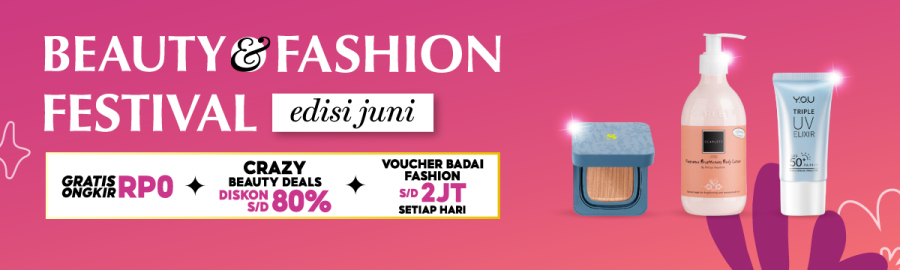 BEAUTY & FASHION
FESTIVAL edisi juni
GRATIS
ONGKIR RP0
CRAZY
BEAUTY DEALS
DISKON
S/D 80%
VOUCHER BADAI
FASHION
S/D 2JT
SETIAP HARI
SCARLETT
Y.O.U
TRIPLE
UV
ELIXIR
50+